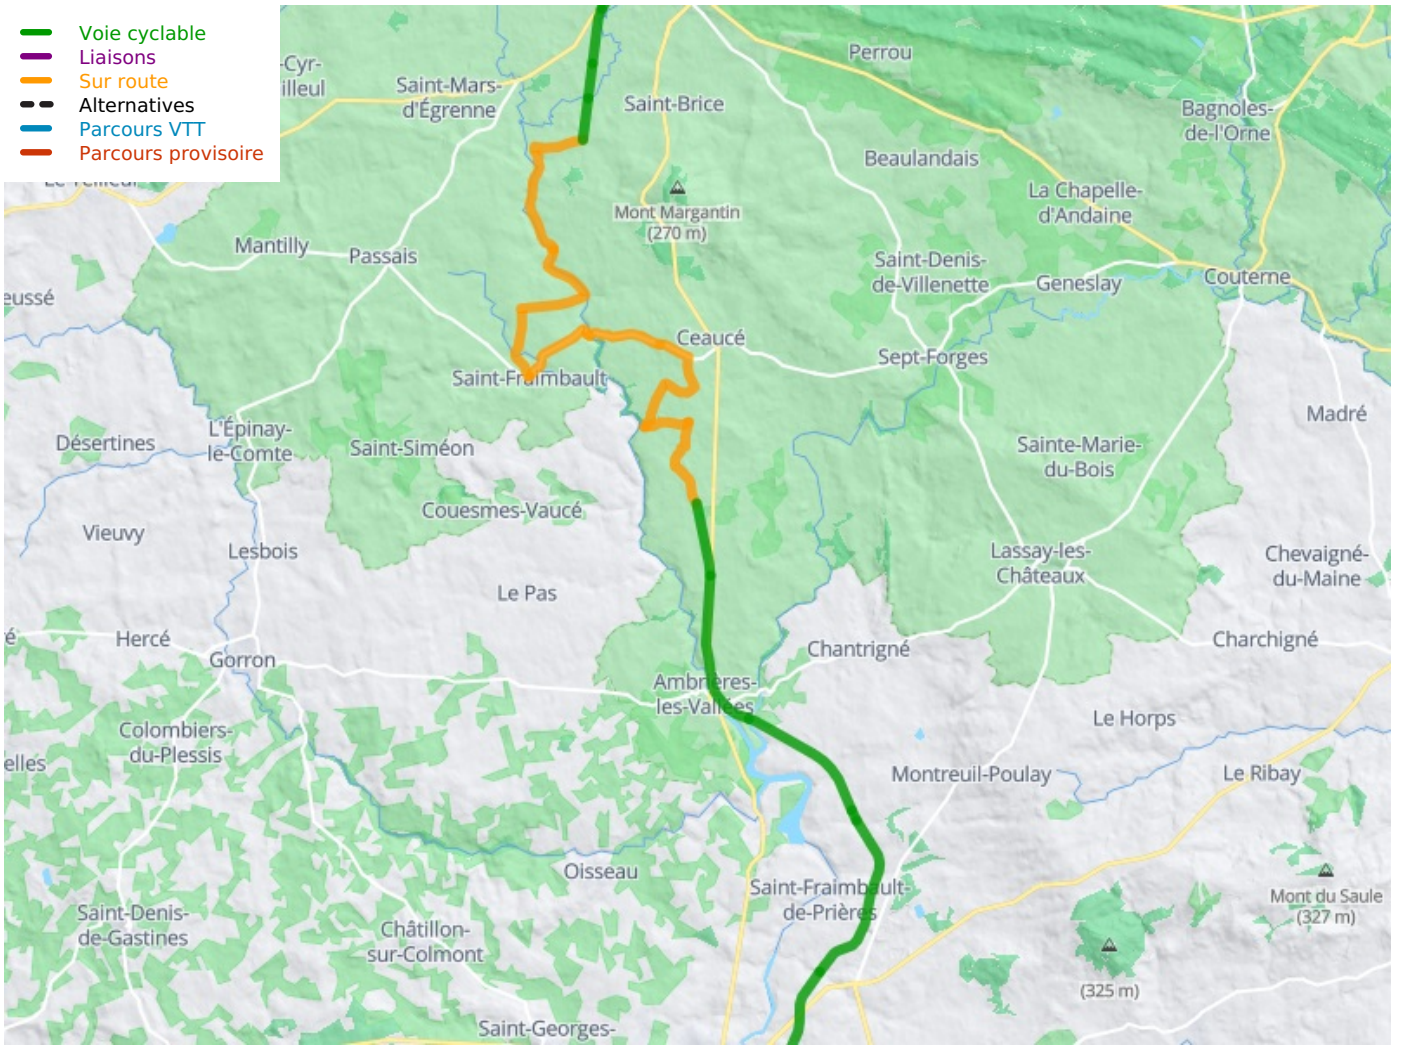 Voie cyclable
Liaisons
Sur route
Alternatives
Parcours VTT
Parcours provisoire
-Cyr-
illeul
Saint-Mars-
d'Égrenne
Saint-Brice
Perrou
Bagnoles-
de-l'Orne
Beaulandais
La Chapelle-
d'Andaine
Mont Margantin
(270 m)
Mantilly
Passais
Saint-Denis-
de-Villenette
Geneslay
Couterne
eussé
Ceaucé
Sept-Forges
Saint-Fraimbault
Madré
Désertines
L'Épinay-
le-Comte
Saint-Siméon
Sainte-Marie-
du-Bois
Couesmes-Vaucé
Vieuvy
Lesbois
Lassay-les-
Châteaux
Chevaigné-
du-Maine
Le Pas
é
Hercé
Gorron
Chantrigné
Charchigné
Ambrières-
les-Vallées
Le Horps
Colombiers-
du-Plessis
elles
Montreuil-Poulay
Le Ribay
Oisseau
Saint-Fraimbault-
de-Prières
Mont du Saule
(327 m)
Saint-Denis-
de-Gastines
Châtillon-
sur-Colmont
(325 m)
Saint-Georges-